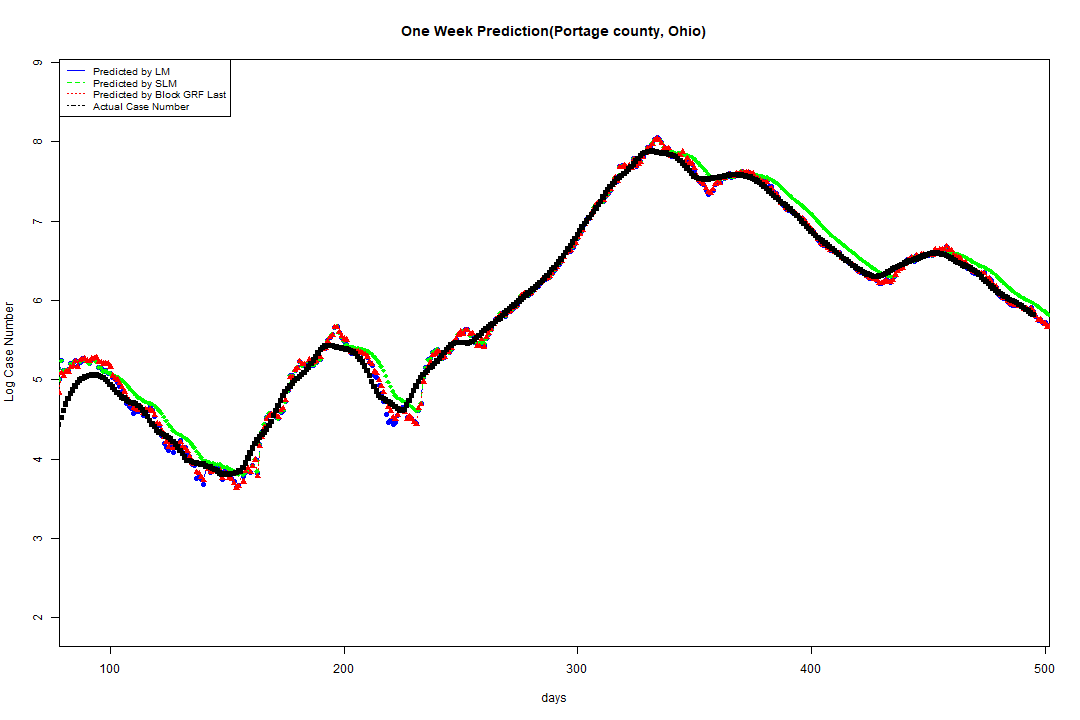 One Week Prediction(Portage county, Ohio)
Predicted by LM
Predicted by SLM
Predicted by Block GRF Last
Actual Case Number
9
8
7
6
5
4
3
2
Log Case Number
100 200 300 400 500
days